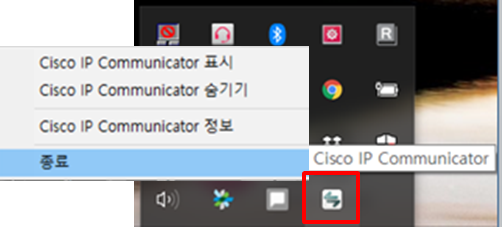 R
Cisco IP Communicator 표시
Cisco IP Communicator 숨기기
Cisco IP Communicator 정보
종료
Cisco IP Communicator